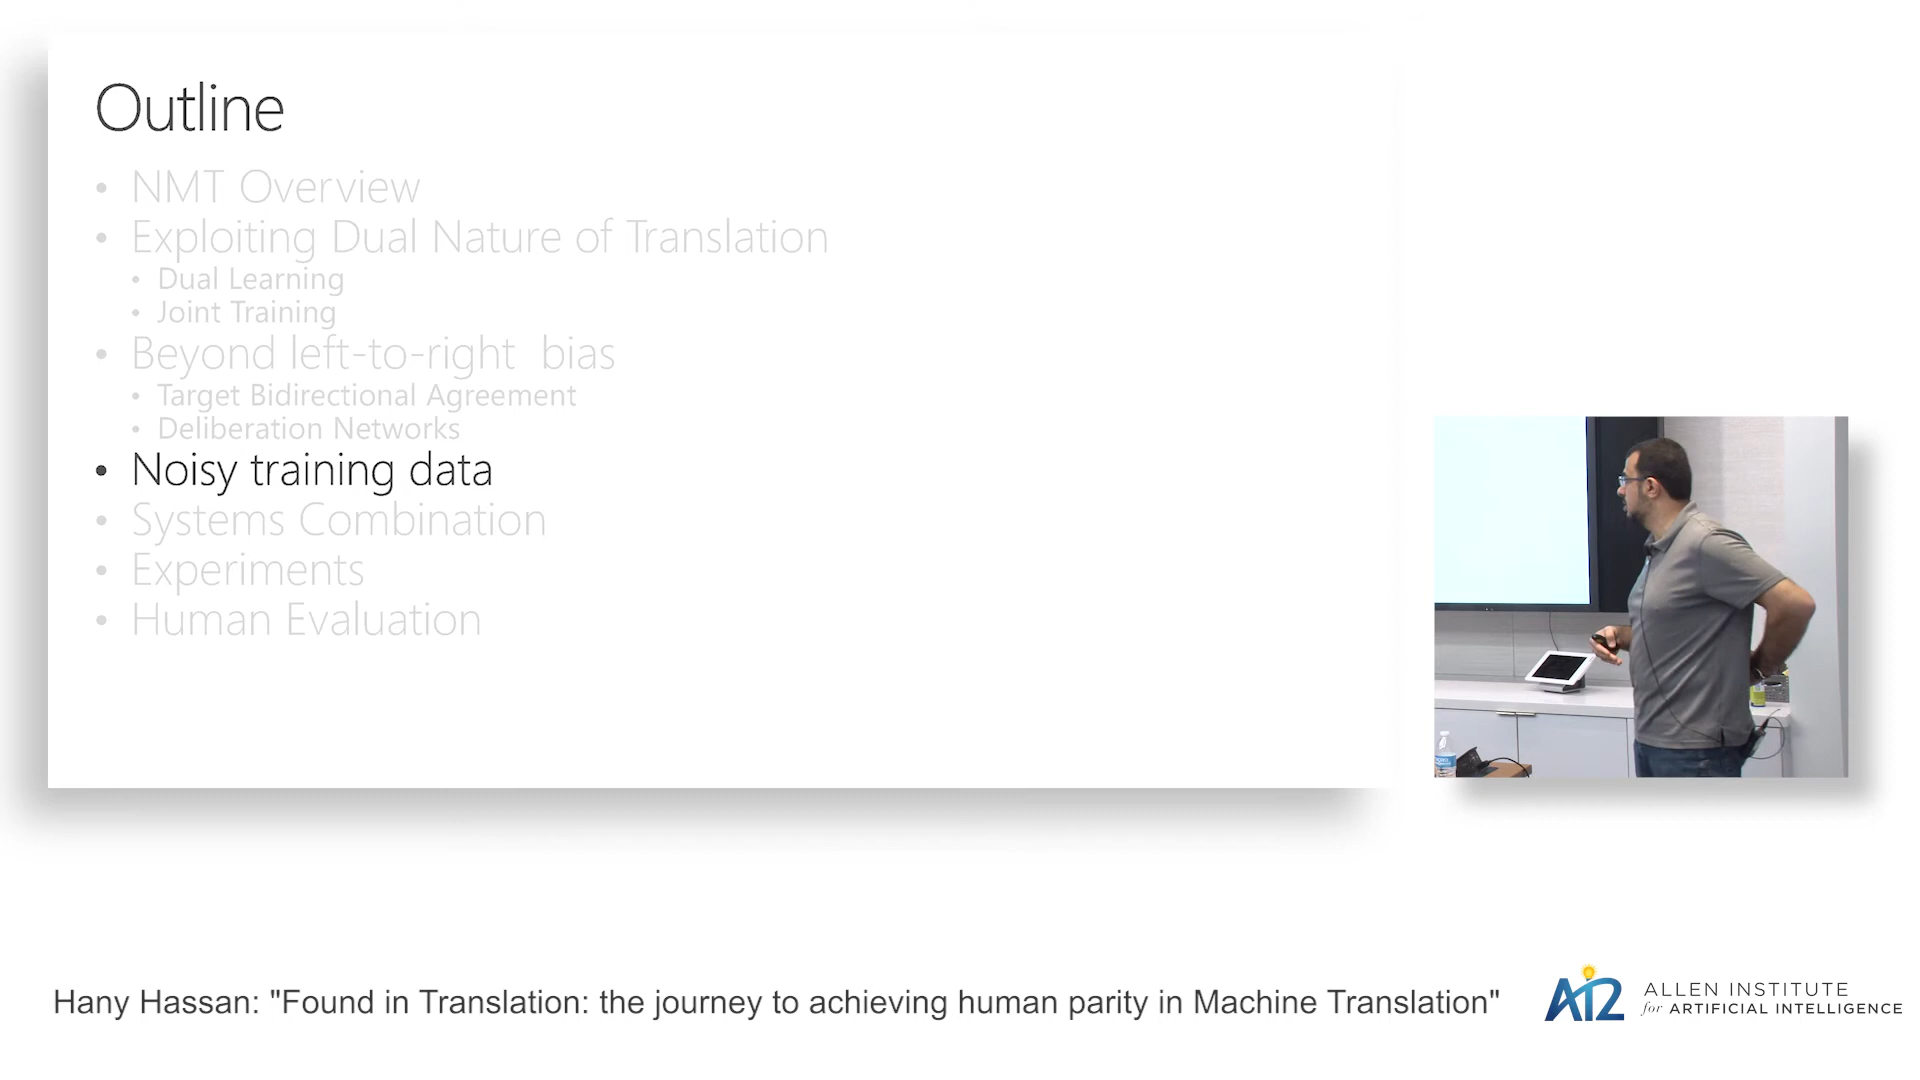 Outline
• NMT Overview
• Exploiting Dual Nature of Translation
• Dual Learning
• Joint Training
• Beyond left-to-right bias
• Target Bidirectional Agreement
• Deliberation Networks
• Noisy training data
• Systems Combination
• Experiments
• Human Evaluation
Hany Hassan: "Found in Translation: the journey to achieving human parity in Machine Translation"
AI2
ALLEN INSTITUTE
for ARTIFICIAL INTELLIGENCE